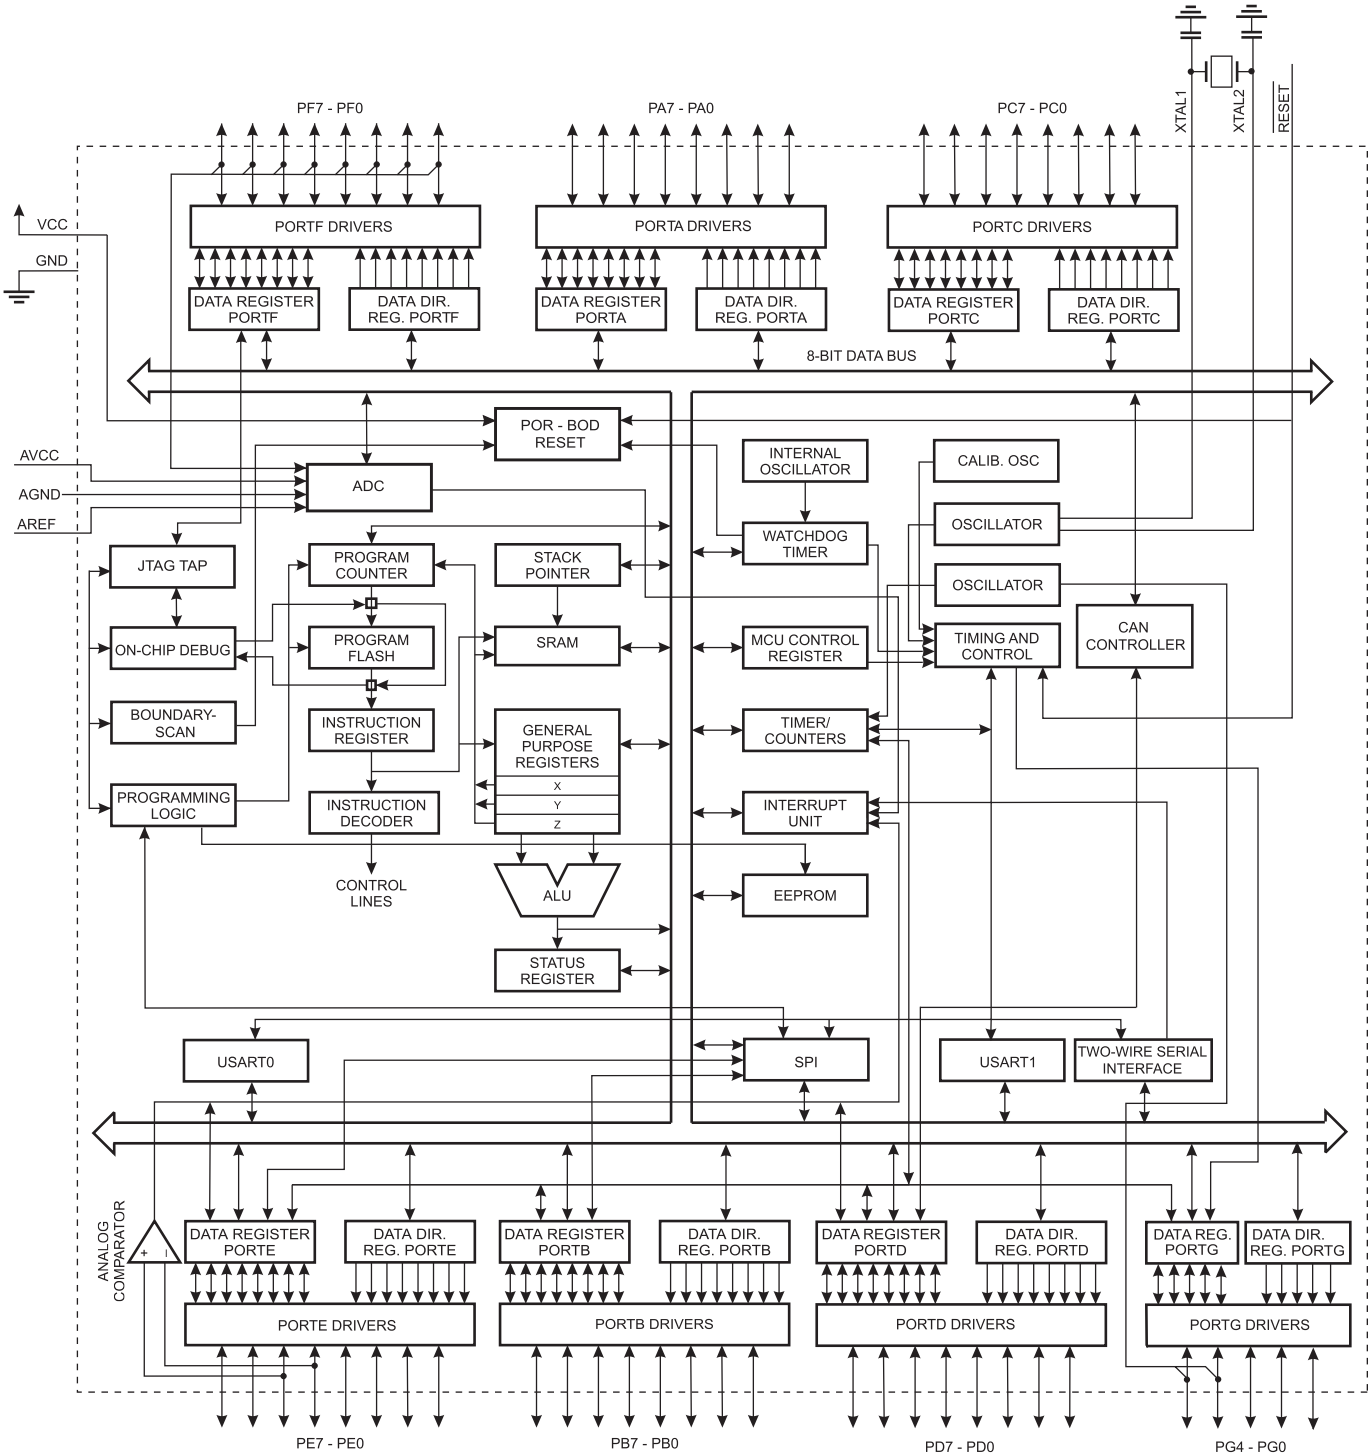 XTAL1
XTAL2
RESET
PF7 - PF0
PA7 - PA0
PC7 - PC0
VCC
GND
PORTF DRIVERS
PORTA DRIVERS
PORTC DRIVERS
DATA REGISTER
PORTF
DATA DIR.
REG. PORTF
DATA REGISTER
PORTA
DATA DIR.
REG. PORTA
DATA REGISTER
PORTC
DATA DIR.
REG. PORTC
8-BIT DATA BUS
POR - BOD
RESET
AVCC
AGND
AREF
ADC
INTERNAL
OSCILLATOR
CALIB. OSC
OSCILLATOR
WATCHDOG
TIMER
JTAG TAP
PROGRAM
COUNTER
STACK
POINTER
OSCILLATOR
ON-CHIP DEBUG
PROGRAM
FLASH
SRAM
MCU CONTROL
REGISTER
TIMING AND
CONTROL
CAN
CONTROLLER
BOUNDARY-
SCAN
INSTRUCTION
REGISTER
GENERAL
PURPOSE
REGISTERS
X
Y
Z
TIMER/
COUNTERS
PROGRAMMING
LOGIC
INSTRUCTION
DECODER
INTERRUPT
UNIT
CONTROL
LINES
ALU
EEPROM
STATUS
REGISTER
USART0
SPI
USART1
TWO-WIRE SERIAL
INTERFACE
ANALOG
COMPARATOR
+
−
DATA REGISTER
PORTE
DATA DIR.
REG. PORTE
DATA REGISTER
PORTB
DATA DIR.
REG. PORTB
DATA REGISTER
PORTD
DATA DIR.
REG. PORTD
DATA REG.
PORTG
DATA DIR.
REG. PORTG
PORTE DRIVERS
PORTB DRIVERS
PORTD DRIVERS
PORTG DRIVERS
PE7 - PE0
PB7 - PB0
PD7 - PD0
PG4 - PG0